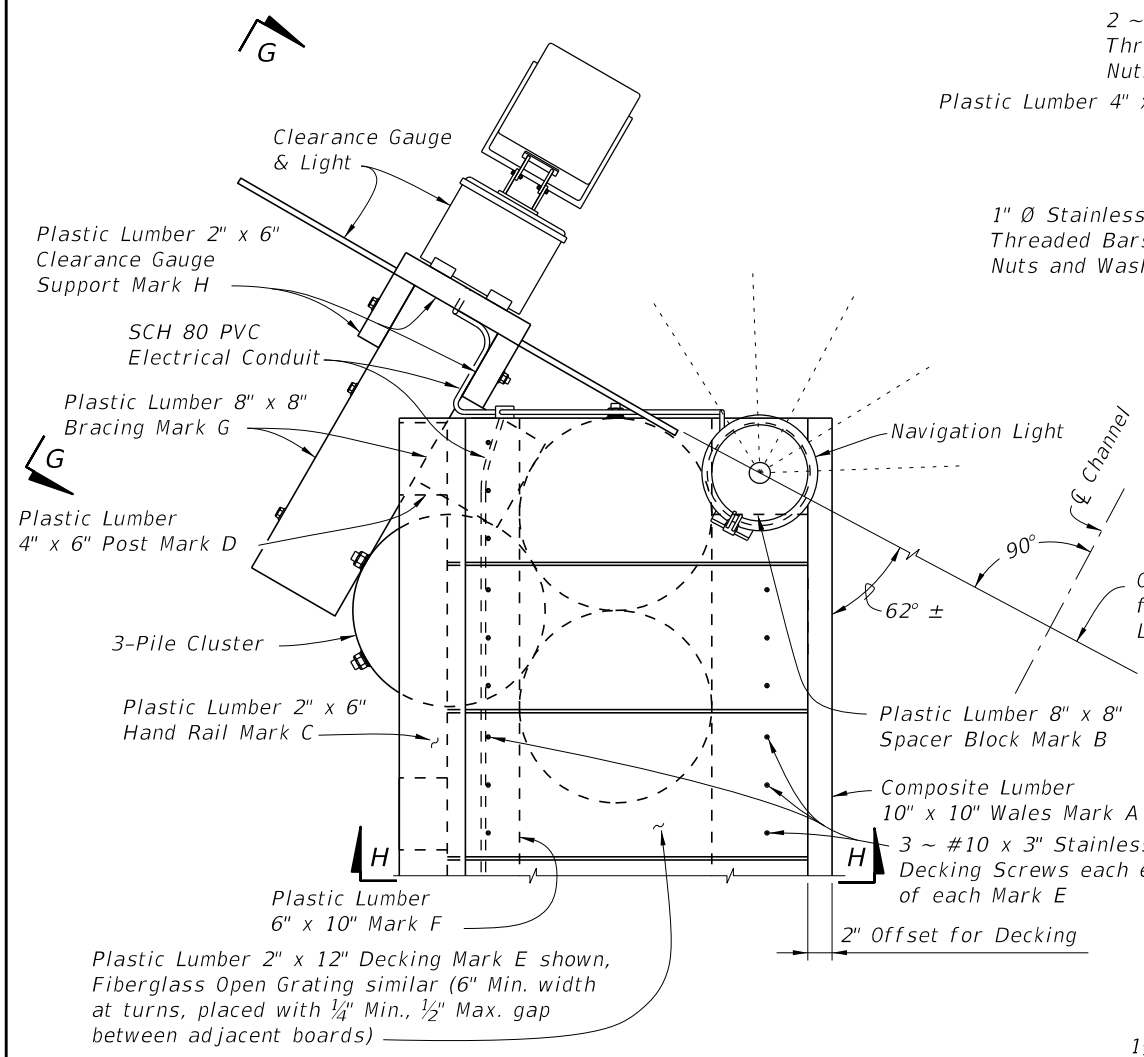 2 ~
Thr
Nut
Plastic Lumber 4" x
G
Clearance Gauge
& Light
1" Ø Stainless
Threaded Bars
Nuts and Wash
Plastic Lumber 2" x 6"
Clearance Gauge
Support Mark H
SCH 80 PVC
Electrical Conduit
Plastic Lumber 8" x 8"
Bracing Mark G
Navigation Light
G
℄ Channel
Plastic Lumber
4" x 6" Post Mark D
90°
62° ±
f
L
3-Pile Cluster
Plastic Lumber 2" x 6"
Hand Rail Mark C
Plastic Lumber 8" x 8"
Spacer Block Mark B
Composite Lumber
10" x 10" Wales Mark A
H
H
3 ~ #10 x 3" Stainless
Decking Screws each e
of each Mark E
Plastic Lumber
6" x 10" Mark F
2" Offset for Decking
Plastic Lumber 2" x 12" Decking Mark E shown,
Fiberglass Open Grating similar (6" Min. width
at turns, placed with ¼" Min., ½" Max. gap
between adjacent boards)